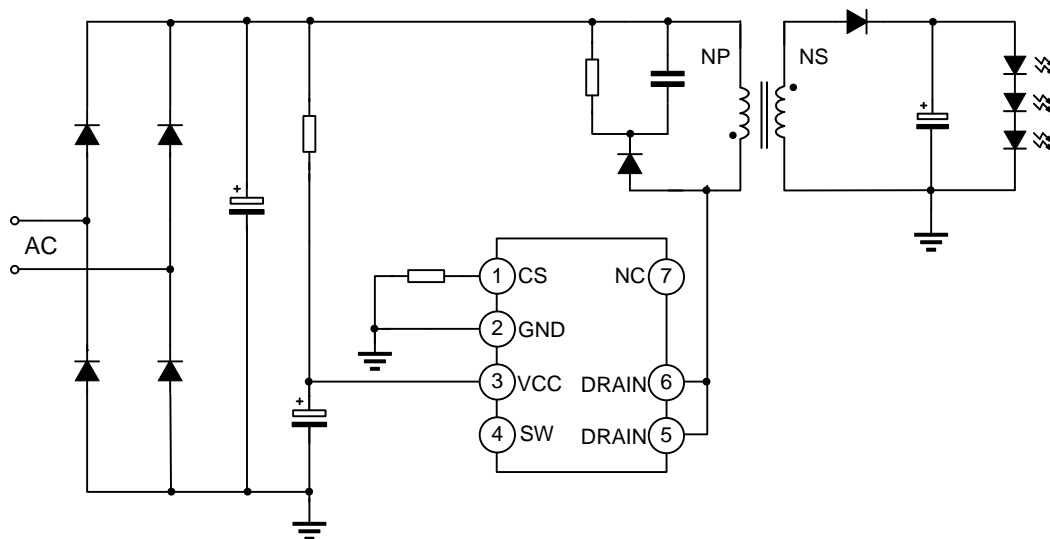 NP
NS
+
+
AC
1 CS
NC 7
2 GND
3 VCC
DRAIN 6
+
4 SW
DRAIN 5